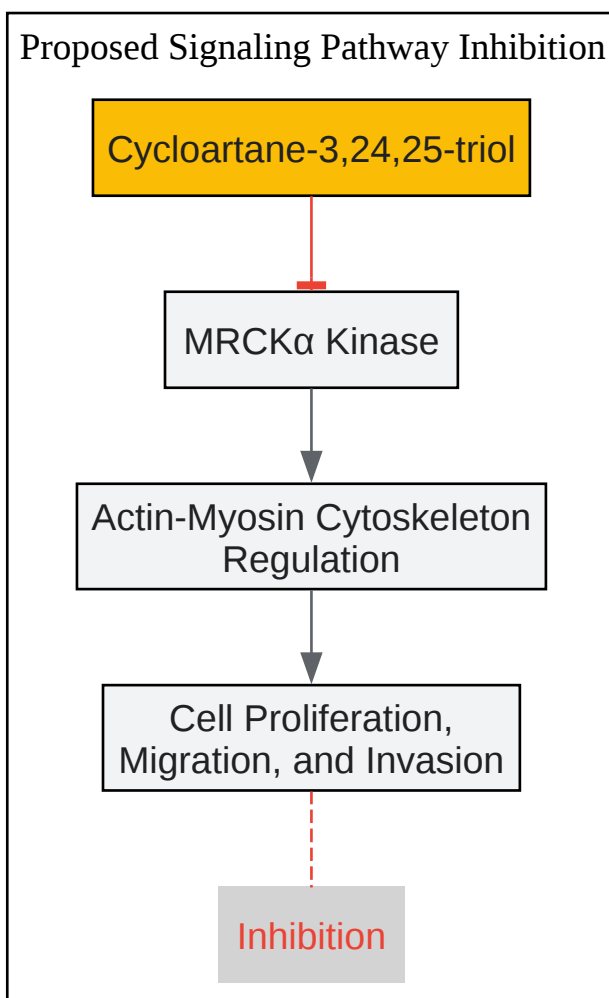 Proposed Signaling Pathway Inhibition
Cycloartane-3,24,25-triol
MRCKα Kinase
Actin-Myosin Cytoskeleton
Regulation
Cell Proliferation,
Migration, and Invasion
Inhibition